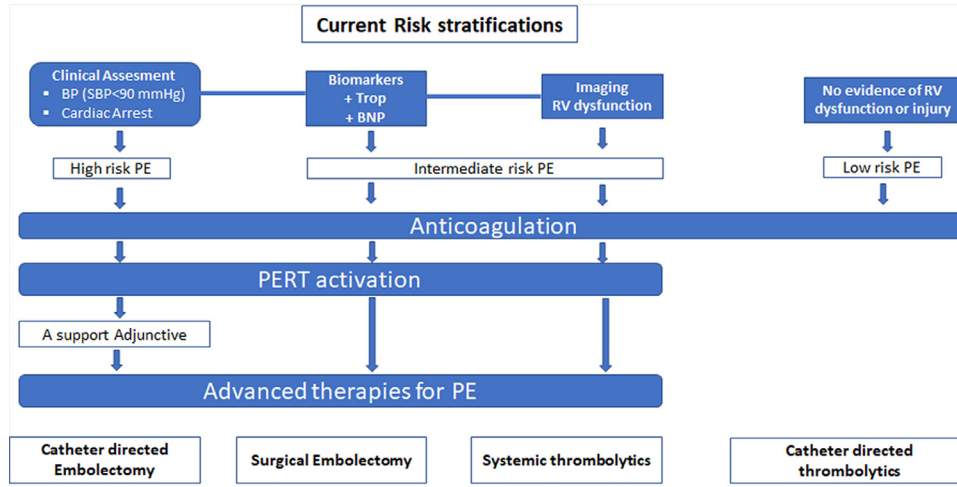 Current Risk stratifications
Clinical Assesment
▪ BP (SBP<90 mmHg)
▪ Cardiac Arrest
Biomarkers
+ Trop
+ BNP
Imaging
RV dysfunction
No evidence of RV
dysfunction or injury
High risk PE
Intermediate risk PE
Low risk PE
Anticoagulation
PERT activation
A support Adjunctive
Advanced therapies for PE
Catheter directed
Embolectomy
Surgical Embolectomy
Systemic thrombolytics
Catheter directed
thrombolytics